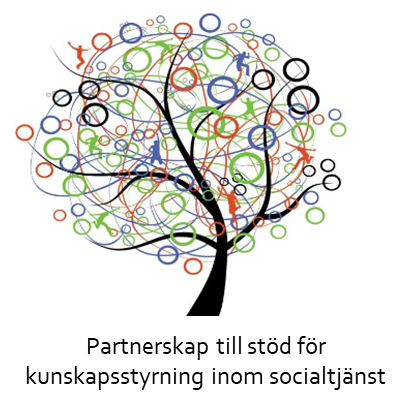 Partnerskap till stöd för
kunskapsstyrning inom socialtjänst